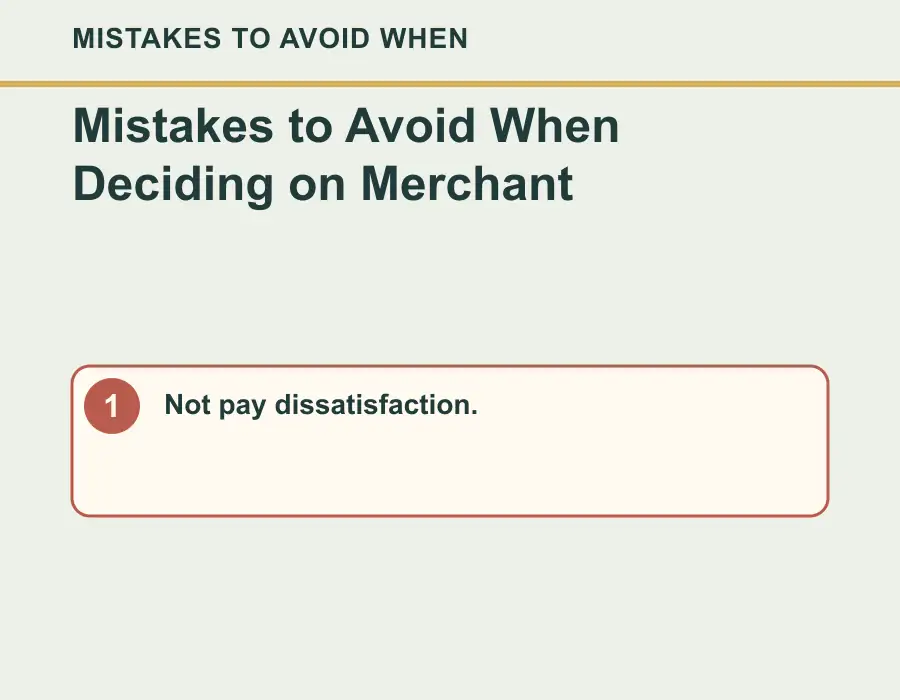 MISTAKES TO AVOID WHEN
Mistakes to Avoid When
Deciding on Merchant
1
Not pay dissatisfaction.